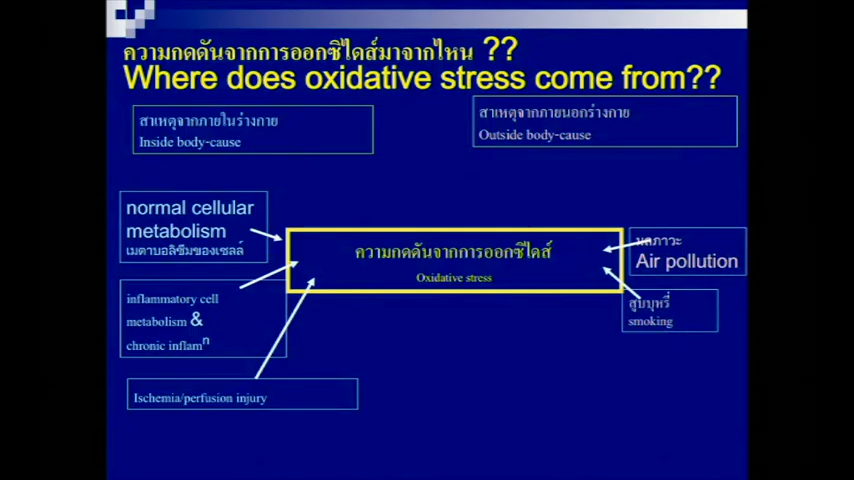 ความกดดันจากการออกซิไดส์มาจากไหน ??
Where does oxidative stress come from??
สาเหตุจากภายในร่างกาย
Inside body-cause
สาเหตุจากภายนอกร่างกาย
Outside body-cause
normal cellular
metabolism
เมตาบอลิซึมของเซลล์
inflammatory cell
metabolism &
chronic inflamⁿ
Ischemia/perfusion injury
ความกดดันจากการออกซิไดส์
Oxidative stress
มลภาวะ
Air pollution
สูบบุหรี่
smoking